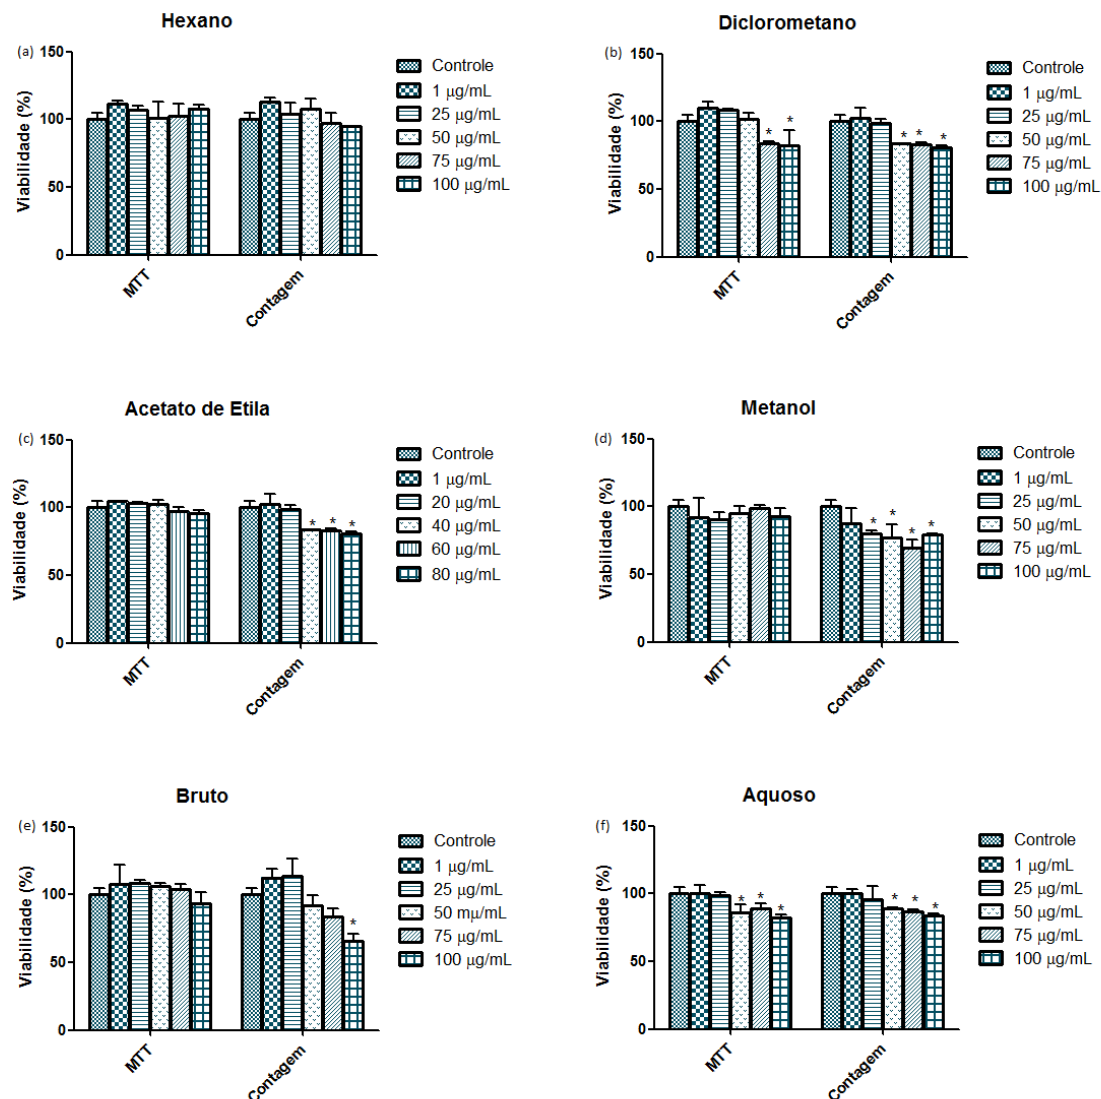 Hexano
(a)
150
100
50
0
Viabilidade (%)
MTT
Contagem
Controle
1 μg/mL
25 μg/mL
50 μg/mL
75 μg/mL
100 μg/mL
Diclorometano
(b)
150
100
50
0
Viabilidade (%)
* *
* * *
MTT
Contagem
Controle
1 μg/mL
25 μg/mL
50 μg/mL
75 μg/mL
100 μg/mL
Acetato de Etila
(c)
150
100
50
0
Viabilidade (%)
* * *
MTT
Contagem
Controle
1 μg/mL
20 μg/mL
40 μg/mL
60 μg/mL
80 μg/mL
Metanol
(d)
150
100
50
0
Viabilidade (%)
* * * *
MTT
Contagem
Controle
1 μg/mL
25 μg/mL
50 μg/mL
75 μg/mL
100 μg/mL
Bruto
(e)
150
100
50
0
Viabilidade (%)
*
MTT
Contagem
Controle
1 μg/mL
25 μg/mL
50 mμ/mL
75 μg/mL
100 μg/mL
Aquoso
(f)
150
100
50
0
Viabilidade (%)
* * *
* * *
MTT
Contagem
Controle
1 μg/mL
25 μg/mL
50 μg/mL
75 μg/mL
100 μg/mL